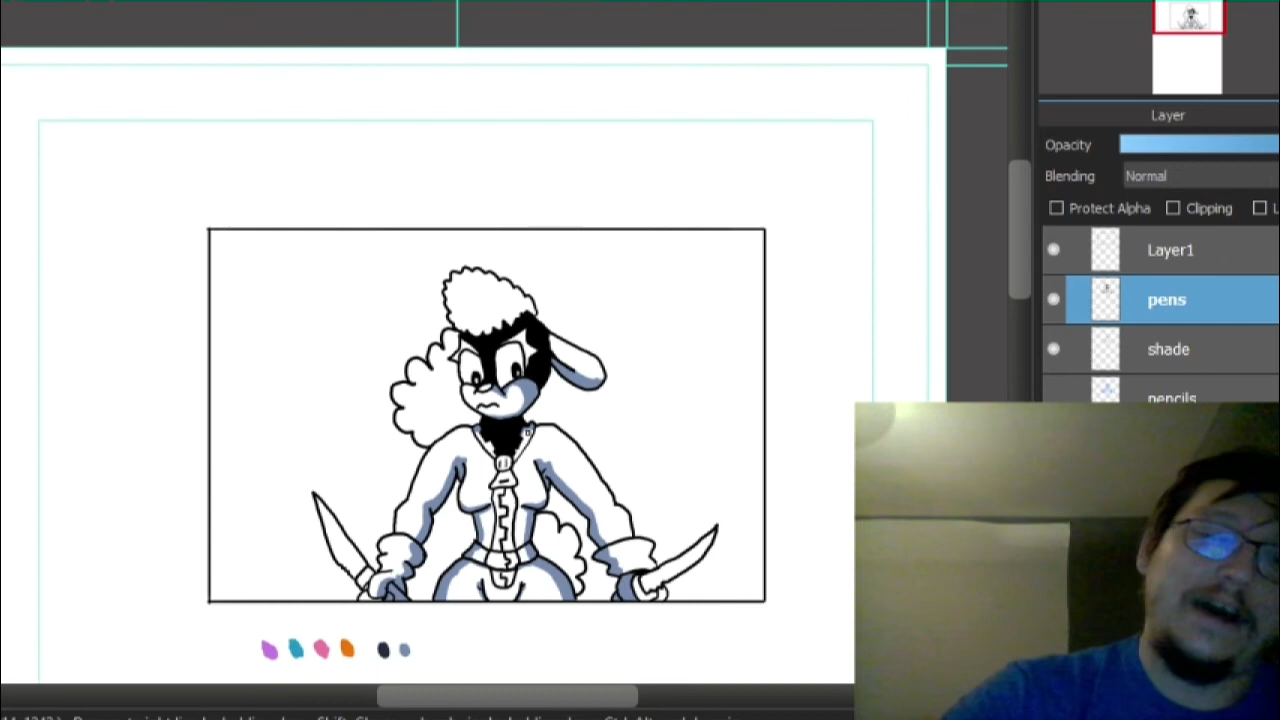 Layer
Opacity
Blending Normal
Protect Alpha Clipping
Layer1
pens
shade
pencils